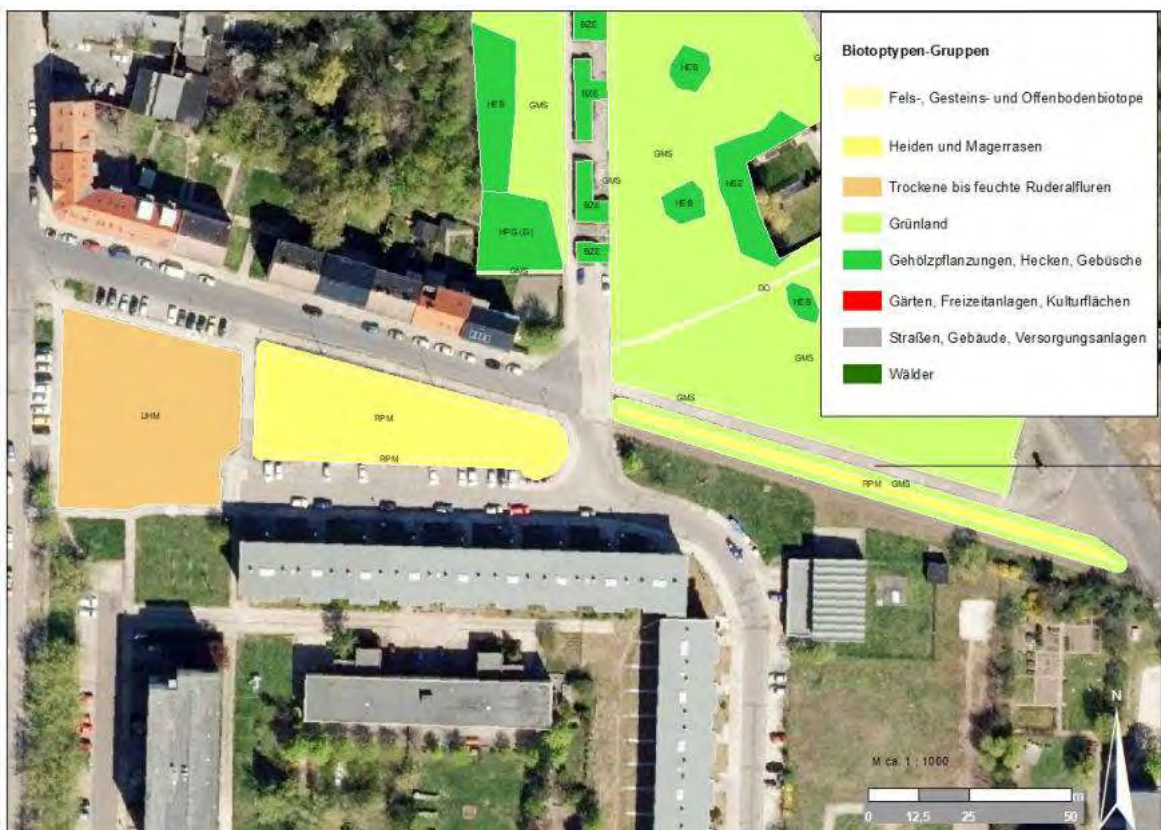 BZE
Biotoptypen-Gruppen
HEB
GMS
BZE
HEB
Fels-, Gesteins- und Offenbodenbiotope
GMS
Heiden und Magerrasen
GMS
BZE
HEB
HEB
Trockene bis feuchte Ruderalfluren
Grünland
HPG (G)
BZE
Gehölzpflanzungen, Hecken, Gebüsche
GMS
DO
HEB
Gärten, Freizeitanlagen, Kulturflächen
Straßen, Gebäude, Versorgungsanlagen
GMS
Wälder
UHM
RPM
GMS
RPM
RPM GMS
N
M ca. 1 : 1000
m
0 12,5 25 50